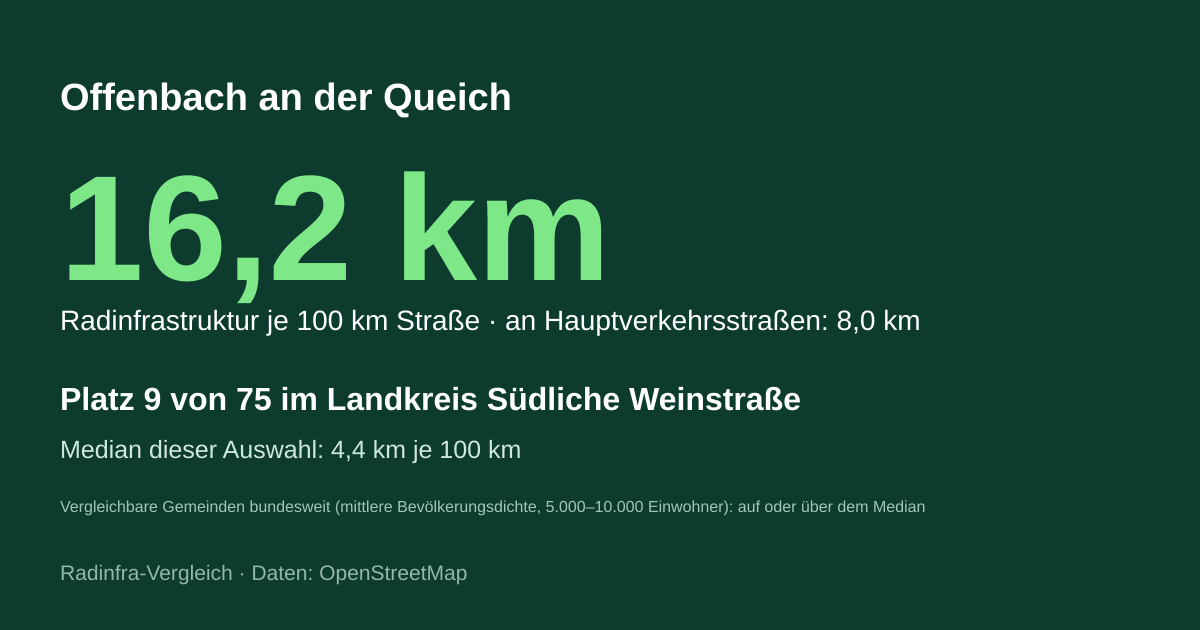 Offenbach an der Queich
16,2 km
Radinfrastruktur je 100 km Straße · an Hauptverkehrsstraßen: 8,0 km
Platz 9 von 75 im Landkreis Südliche Weinstraße
Median dieser Auswahl: 4,4 km je 100 km
Vergleichbare Gemeinden bundesweit (mittlere Bevölkerungsdichte, 5.000–10.000 Einwohner): auf oder über dem Median
Radinfra-Vergleich · Daten: OpenStreetMap